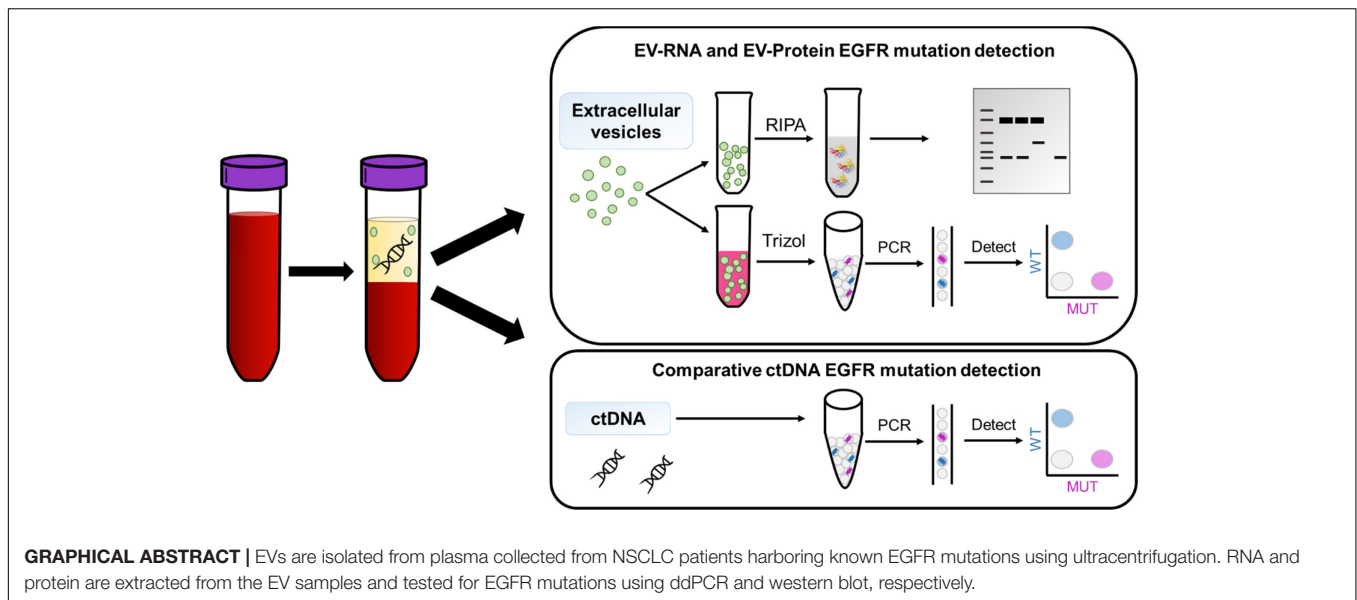 EV-RNA and EV-Protein EGFR mutation detection
Extracellular
vesicles
RIPA
Trizol
PCR
Detect
WT
MUT
Comparative ctDNA EGFR mutation detection
ctDNA
PCR
Detect
WT
MUT
GRAPHICAL ABSTRACT | EVs are isolated from plasma collected from NSCLC patients harboring known EGFR mutations using ultracentrifugation. RNA and
protein are extracted from the EV samples and tested for EGFR mutations using ddPCR and western blot, respectively.